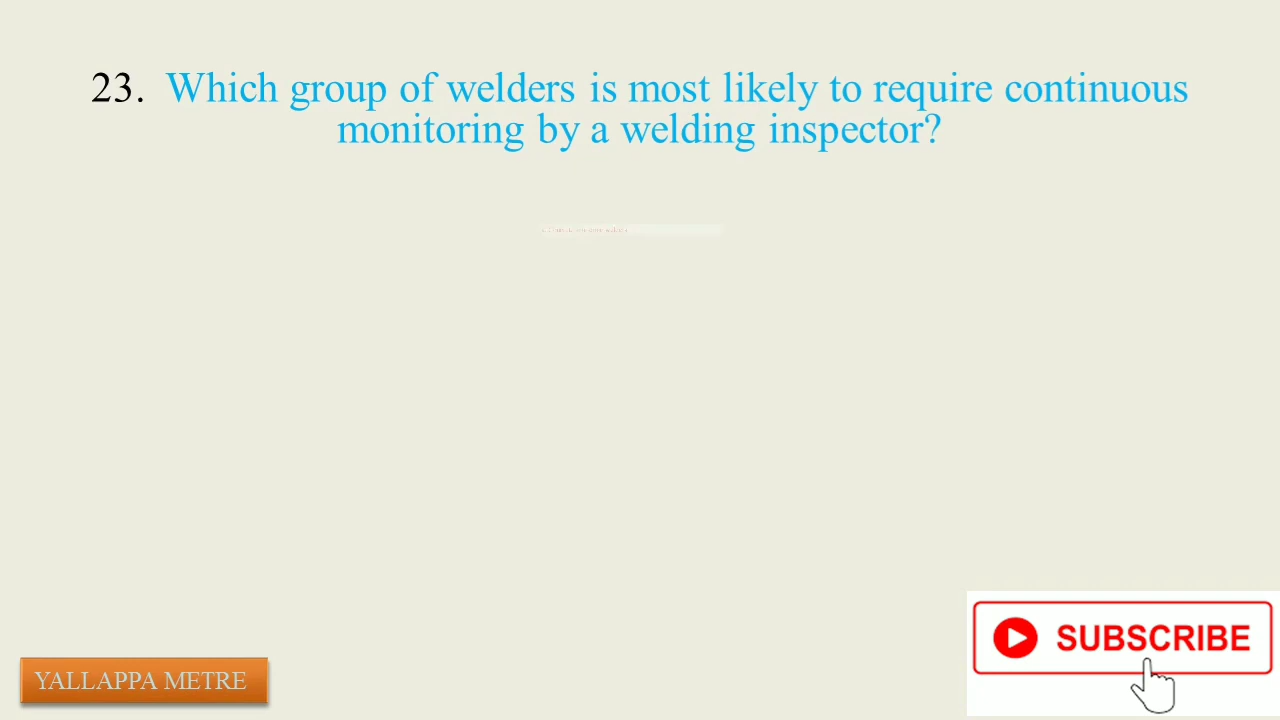 23. Which group of welders is most likely to require continuous
monitoring by a welding inspector?
YALLAPPA METRE
SUBSCRIBE